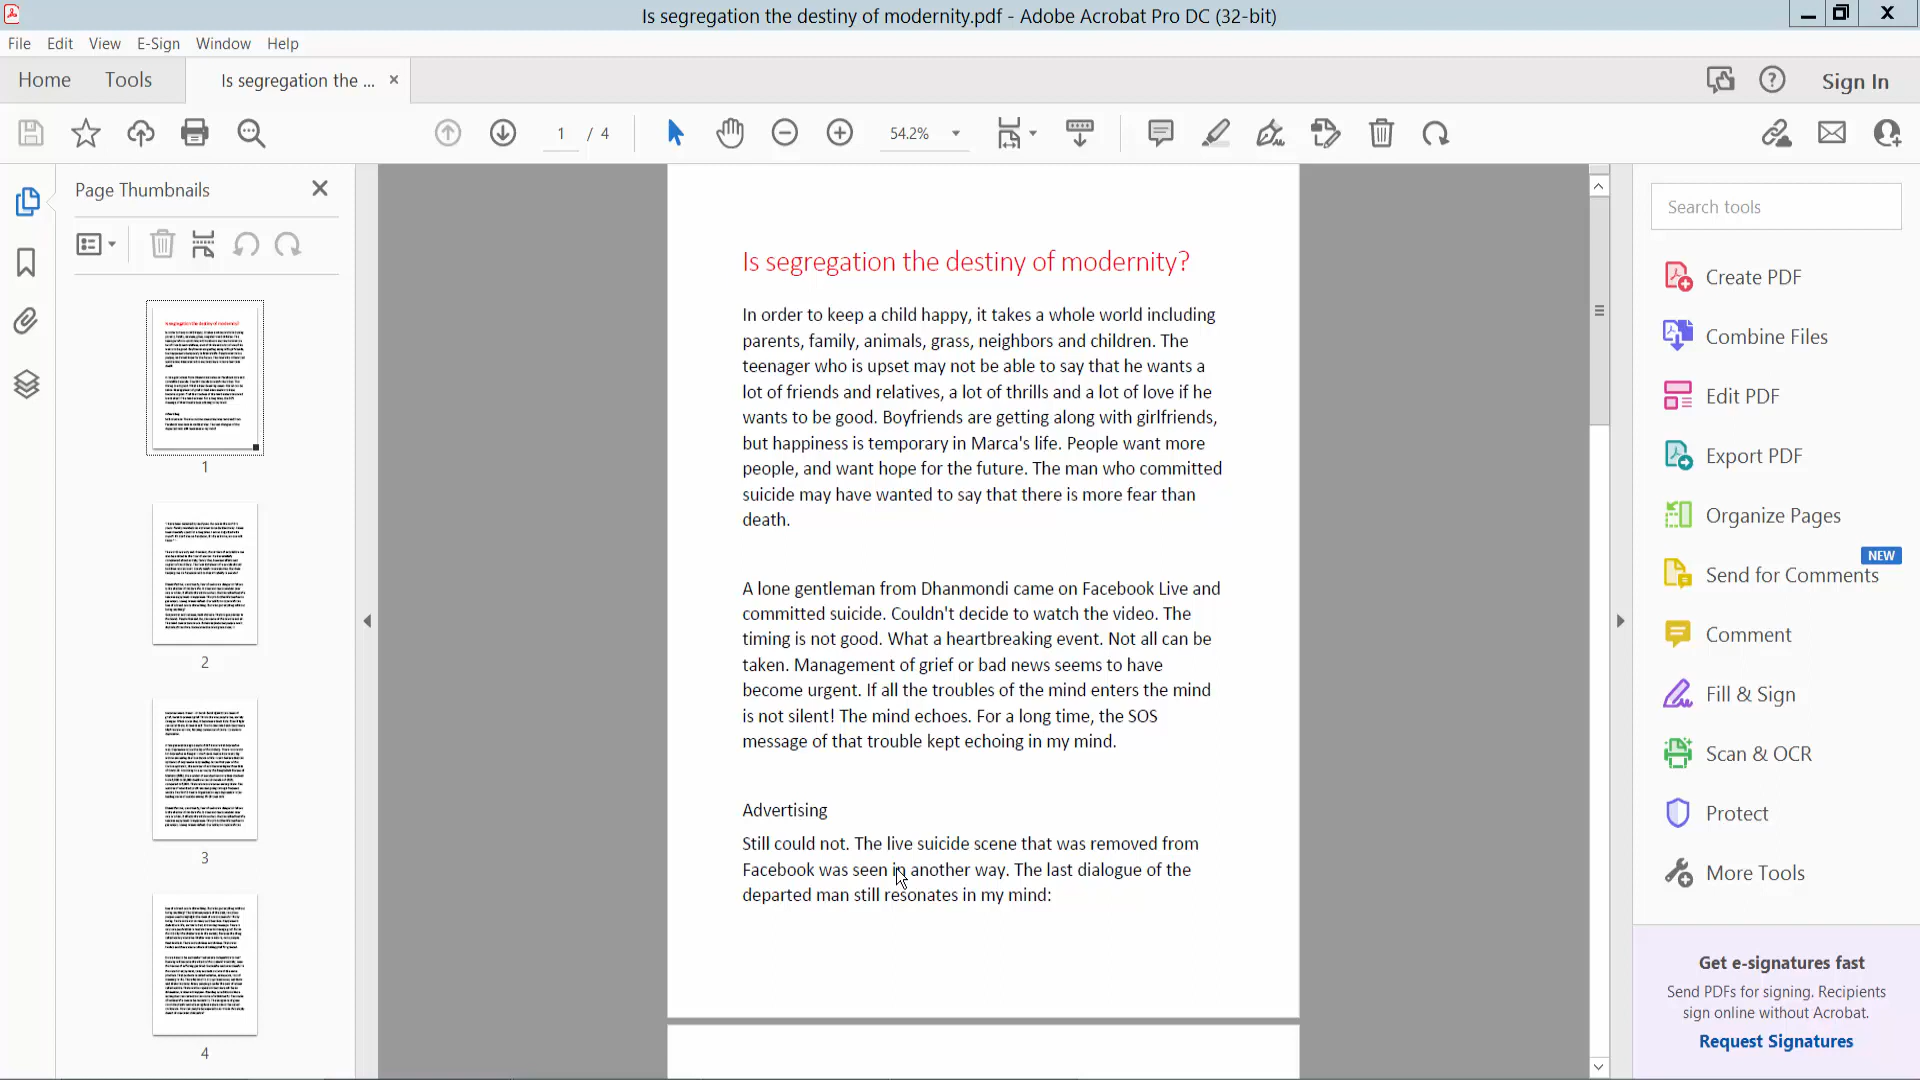 Is segregation the destiny of modernity.pdf - Adobe Acrobat Pro DC (32-bit)
File Edit View E-Sign Window Help
Home Tools Is segregation the ... × Sign In
1 / 4 54.2%
Page Thumbnails
1
2
3
4
Is segregation the destiny of modernity?
In order to keep a child happy, it takes a whole world including
parents, family, animals, grass, neighbors and children. The
teenager who is upset may not be able to say that he wants a
lot of friends and relatives, a lot of thrills and a lot of love if he
wants to be good. Boyfriends are getting along with girlfriends,
but happiness is temporary in Marca's life. People want more
people, and want hope for the future. The man who committed
suicide may have wanted to say that there is more fear than
death.
A lone gentleman from Dhanmondi came on Facebook Live and
committed suicide. Couldn't decide to watch the video. The
timing is not good. What a heartbreaking event. Not all can be
taken. Management of grief or bad news seems to have
become urgent. If all the troubles of the mind enters the mind
is not silent! The mind echoes. For a long time, the SOS
message of that trouble kept echoing in my mind.
Advertising
Still could not. The live suicide scene that was removed from
Facebook was seen in another way. The last dialogue of the
departed man still resonates in my mind:
Search tools
Create PDF
Combine Files
Edit PDF
Export PDF
Organize Pages
NEW
Send for Comments
Comment
Fill & Sign
Scan & OCR
Protect
More Tools
Get e-signatures fast
Send PDFs for signing. Recipients
sign online without Acrobat.
Request Signatures